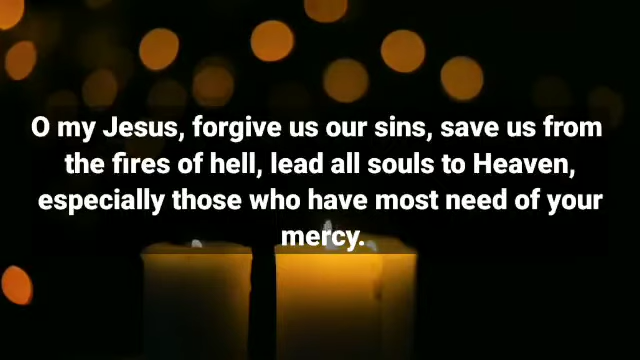 O my Jesus, forgive us our sins, save us from
the fires of hell, lead all souls to Heaven,
especially those who have most need of your
mercy.